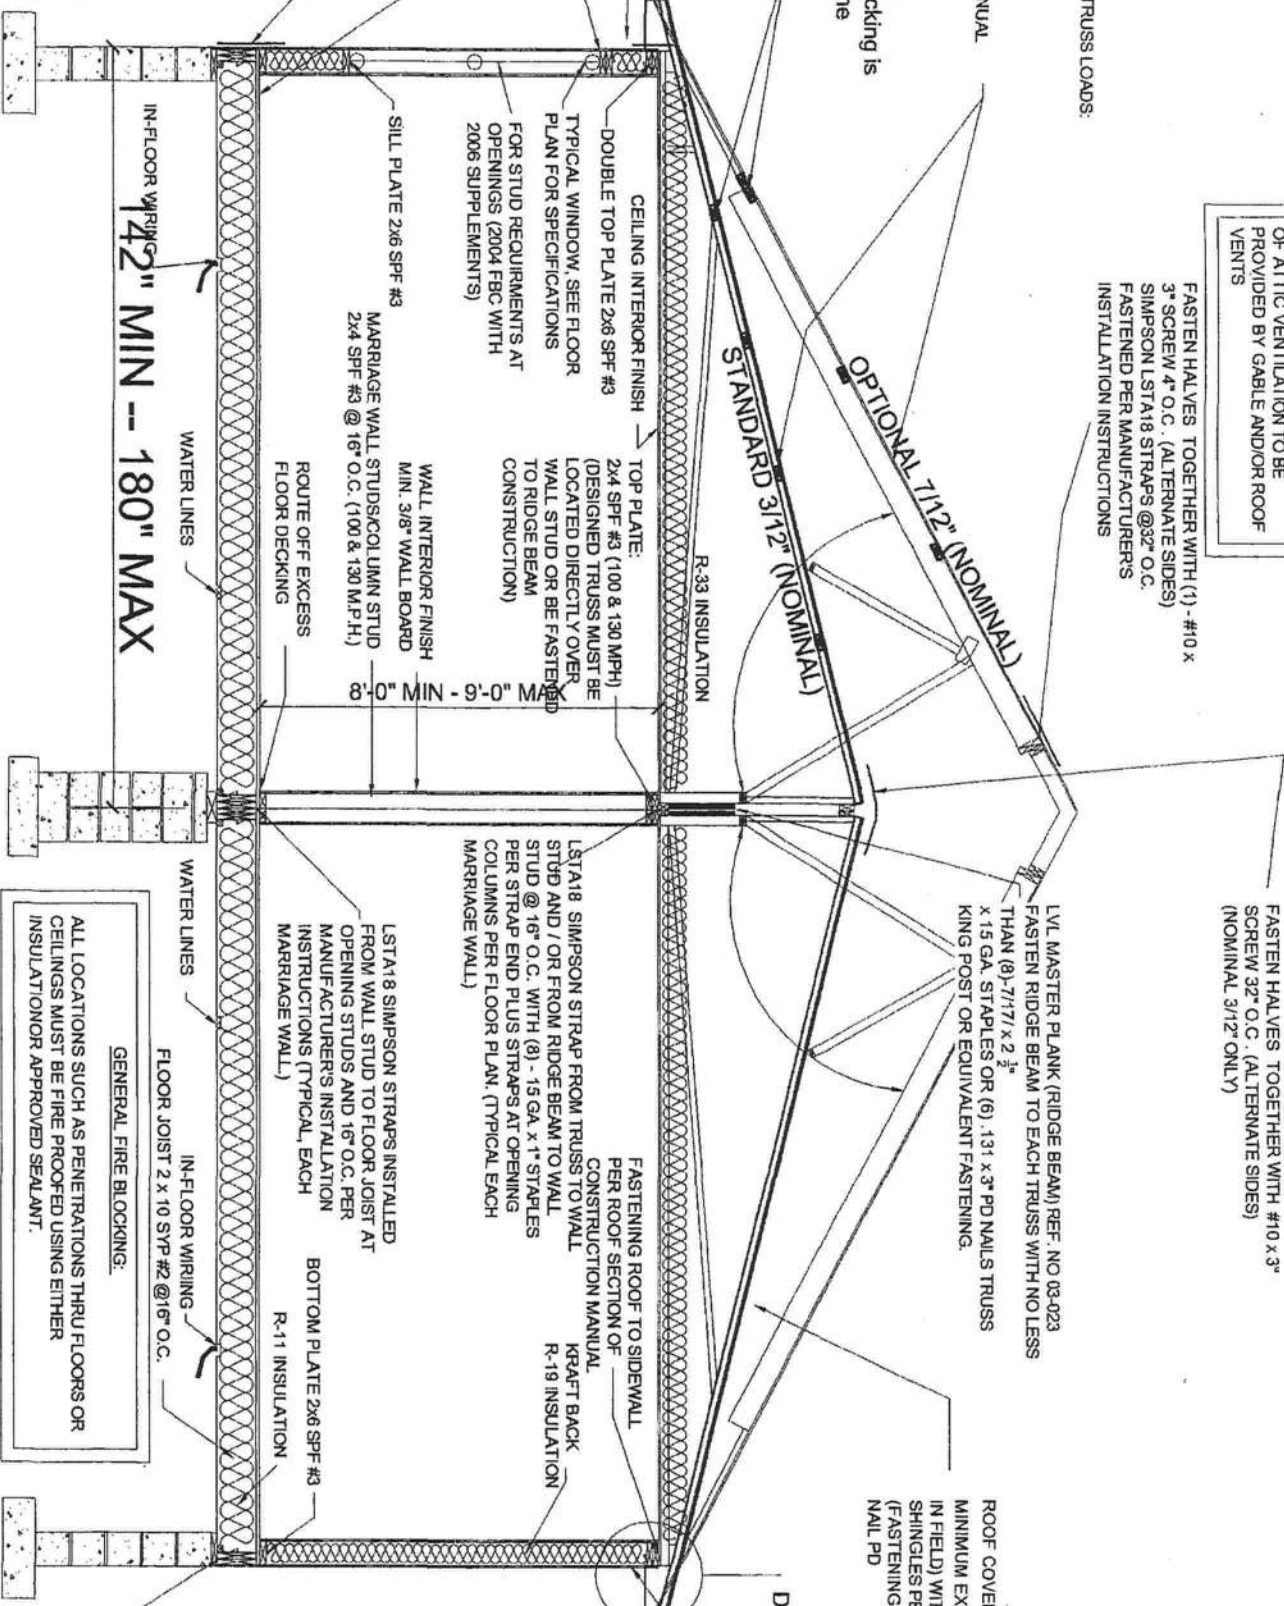 TRUSS LOADS:
NUAL
cking is
ne
OF ATTIC VENTILATION TO BE
PROVIDED BY GABLE AND/OR ROOF
VENTS
FASTEN HALVES TOGETHER WITH (1) - #10 x
3" SCREW 4" O.C . (ALTERNATE SIDES)
SIMPSON LSTA18 STRAPS @32" O.C.
FASTENED PER MANUFACTURER'S
INSTALLATION INSTRUCTIONS
FASTEN HALVES TOGETHER WITH #10 x 3"
SCREW 32" O.C . (ALTERNATE SIDES)
(NOMINAL 3/12" ONLY)
OPTIONAL 7/12" (NOMINAL)
STANDARD 3/12" (NOMINAL)
LVL MASTER PLANK (RIDGE BEAM) REF. NO 03-023
FASTEN RIDGE BEAM TO EACH TRUSS WITH NO LESS
THAN (8)-7/17/ x 2 ½"
x 15 GA. STAPLES OR (6) .131 x 3" PD NAILS TRUSS
KING POST OR EQUIVALENT FASTENING.
ROOF COVE
MINIMUM EX
IN FIELD) WIT
SHINGLES PE
(FASTENING
NAIL PD
D
R-33 INSULATION
CEILING INTERIOR FINISH
DOUBLE TOP PLATE 2x6 SPF #3
TYPICAL WINDOW, SEE FLOOR
PLAN FOR SPECIFICATIONS
FOR STUD REQUIRMENTS AT
OPENINGS (2004 FBC WITH
2006 SUPPLEMENTS)
SILL PLATE 2x6 SPF #3
TOP PLATE:
2x4 SPF #3 (100 & 130 MPH)
(DESIGNED TRUSS MUST BE
LOCATED DIRECTLY OVER
WALL STUD OR BE FASTENED
TO RIDGE BEAM
CONSTRUCTION)
WALL INTERIOR FINISH
MIN. 3/8" WALL BOARD
MARRIAGE WALL STUDS/COLUMN STUD
2x4 SPF #3 @ 16" O.C. (100 & 130 M.P.H.)
ROUTE OFF EXCESS
FLOOR DECKING
8'-0" MIN - 9'-0" MAX
LSTA18 SIMPSON STRAP FROM TRUSS TO WALL
STUD AND / OR FROM RIDGE BEAM TO WALL
STUD @ 16" O.C. WITH (8) - 15 GA. x 1" STAPLES
PER STRAP END PLUS STRAPS AT OPENING
COLUMNS PER FLOOR PLAN. (TYPICAL EACH
MARRIAGE WALL.)
FASTENING ROOF TO SIDEWALL
PER ROOF SECTION OF
CONSTRUCTION MANUAL
KRAFT BACK
R-19 INSULATION
LSTA18 SIMPSON STRAPS INSTALLED
FROM WALL STUD TO FLOOR JOIST AT
OPENING STUDS AND 16" O.C. PER
MANUFACTURER'S INSTALLATION
INSTRUCTIONS (TYPICAL, EACH
MARRIAGE WALL.)
BOTTOM PLATE 2x6 SPF #3
R-11 INSULATION
IN-FLOOR WIRING
142" MIN -- 180" MAX
WATER LINES
WATER LINES
IN-FLOOR WIRIING
FLOOR JOIST 2 x 10 SYP #2 @16" O.C.
GENERAL FIRE BLOCKING:
ALL LOCATIONS SUCH AS PENETRATIONS THRU FLOORS OR
CEILINGS MUST BE FIRE PROOFED USING EITHER
INSULATIONOR APPROVED SEALANT.